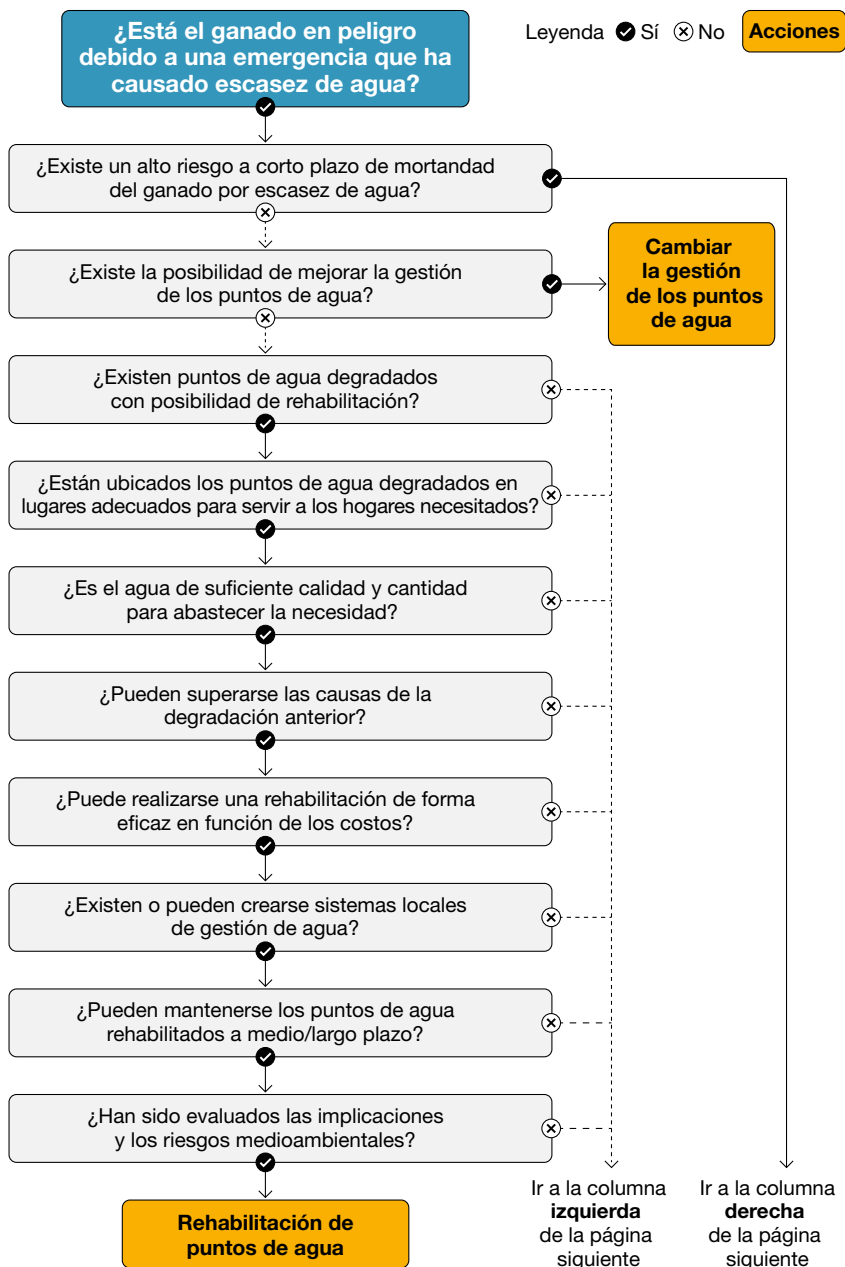 ¿Está el ganado en peligro
debido a una emergencia que ha
causado escasez de agua?
Leyenda Sí No Acciones
¿Existe un alto riesgo a corto plazo de mortandad
del ganado por escasez de agua?
¿Existe la posibilidad de mejorar la gestión
de los puntos de agua?
Cambiar
la gestión
de los puntos
de agua
¿Existen puntos de agua degradados
con posibilidad de rehabilitación?
¿Están ubicados los puntos de agua degradados en
lugares adecuados para servir a los hogares necesitados?
¿Es el agua de suficiente calidad y cantidad
para abastecer la necesidad?
¿Pueden superarse las causas de la
degradación anterior?
¿Puede realizarse una rehabilitación de forma
eficaz en función de los costos?
¿Existen o pueden crearse sistemas locales
de gestión de agua?
¿Pueden mantenerse los puntos de agua
rehabilitados a medio/largo plazo?
¿Han sido evaluados las implicaciones
y los riesgos medioambientales?
Rehabilitación de
puntos de agua
Ir a la columna
izquierda
de la página
siguiente
Ir a la columna
derecha
de la página
siguiente